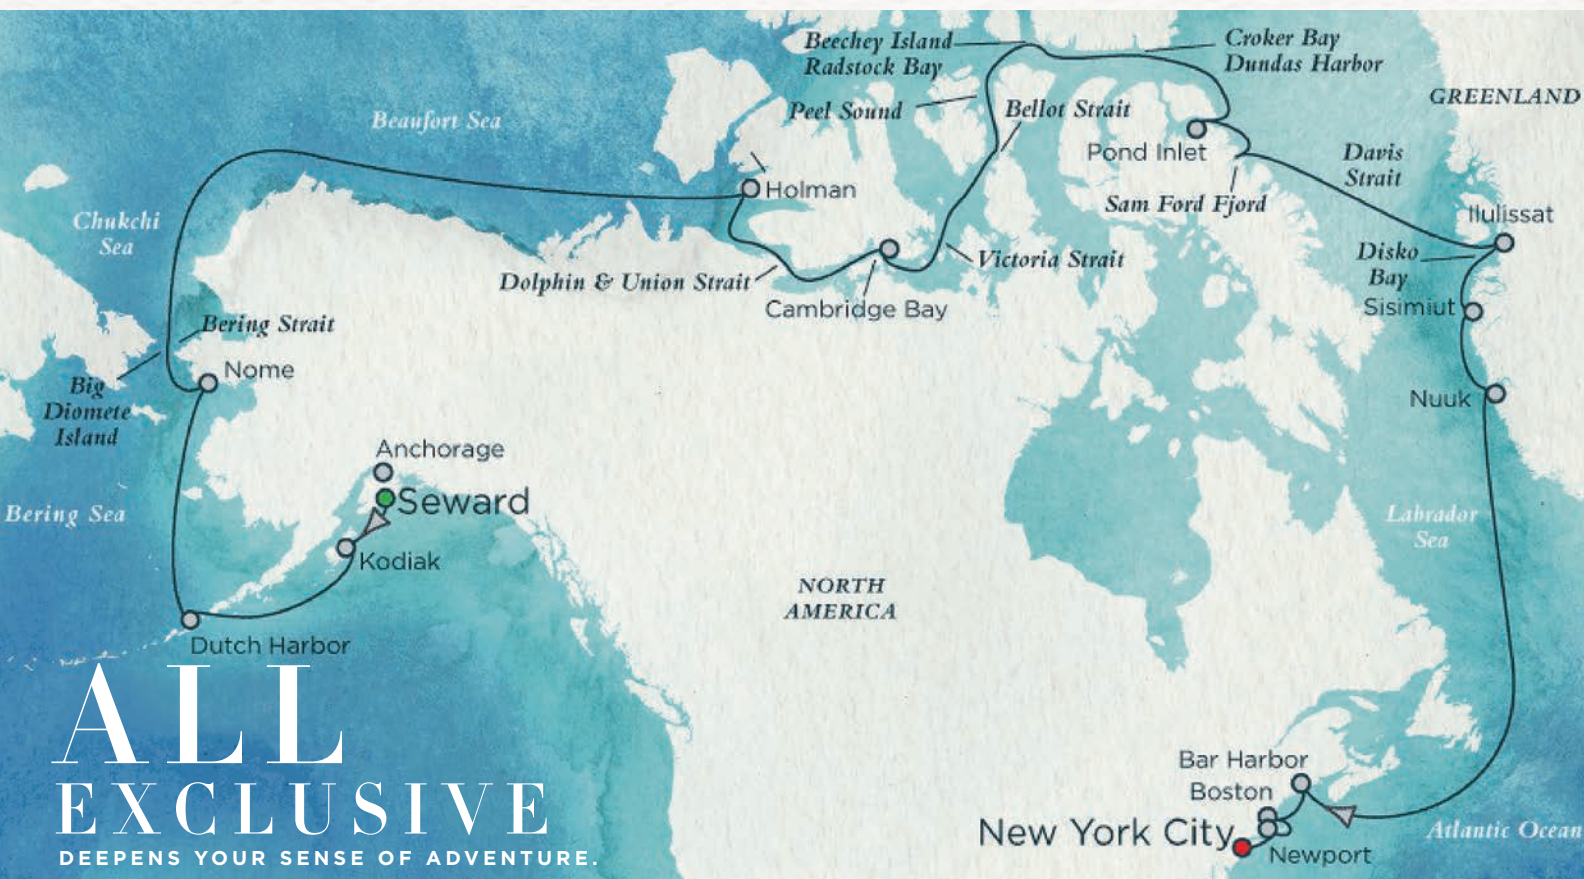 Beechey Island
Radstock Bay
Croker Bay
Dundas Harbor
GREENLAND
Beaufort Sea
Peel Sound
Bellot Strait
Pond Inlet
Davis
Strait
Holman
Sam Ford Fjord
Ilulissat
Chukchi
Sea
Disko
Bay
Victoria Strait
Dolphin & Union Strait
Cambridge Bay
Sisimiut
Bering Strait
Nome
Big
Diomete
Island
Nuuk
Anchorage
Seward
Bering Sea
Labrador
Sea
Kodiak
NORTH
AMERICA
Dutch Harbor
ALL
EXCLUSIVE
DEEPENS YOUR SENSE OF ADVENTURE.
Bar Harbor
Boston
New York City
Newport
Atlantic Ocean